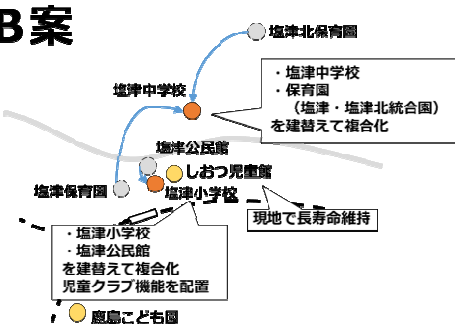 B案
塩津北保育園
塩津中学校
・塩津中学校
・保育園
（塩津・塩津北統合園）
を建替えて複合化
塩津公民館
しおつ児童館
塩津保育園
塩津小学校
現地で長寿命維持
・塩津小学校
・塩津公民館
を建替えて複合化
児童クラブ機能を配置
鹿島こども園